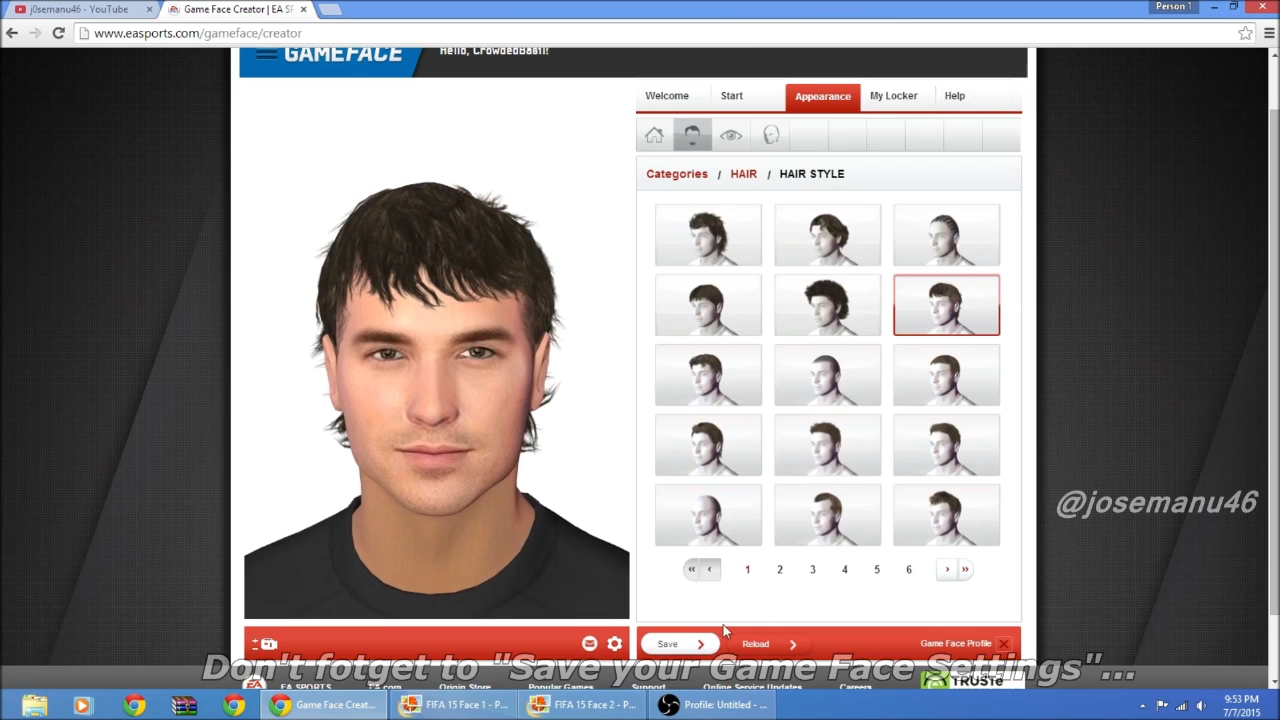 j0semanu46 - YouTube
Game Face Creator | EA SF
Person 1
www.easports.com/gameface/creator
GAMEFACE
Hello, CrowdedBast1!
Welcome
Start
Appearance
My Locker
Help
Categories / HAIR / HAIR STYLE
@josemanu46
« ‹ 1 2 3 4 5 6 › »
Save
Reload
Game Face Profile
Don't fotget to "Save your Game Face Settings"...
EA SPORTS
EA.com
Origin Store
Popular Games
Support
Online Service Updates
Careers
TRUSTe
Game Face Creat...
FIFA 15 Face 1 - P...
FIFA 15 Face 2 - P...
Profile: Untitled - ...
9:53 PM
7/7/2015